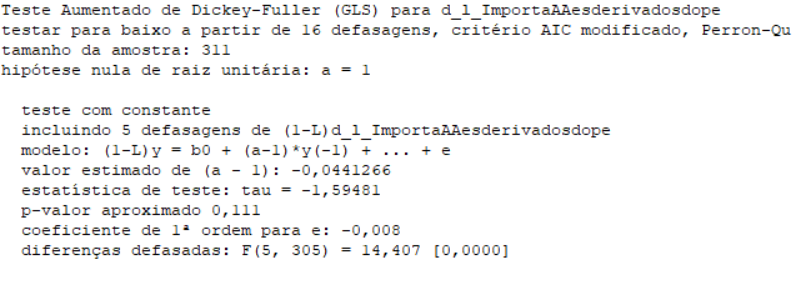 Teste Aumentado de Dickey-Fuller (GLS) para d_l_ImportaAAesderivadosdope
testar para baixo a partir de 16 defasagens, critério AIC modificado, Perron-Qu
tamanho da amostra: 311
hipótese nula de raiz unitária: a = 1
teste com constante
incluindo 5 defasagens de (1-L)d_l_ImportaAAesderivadosdope
modelo: (1-L)y = b0 + (a-1)*y(-1) + ... + e
valor estimado de (a - 1): -0,0441266
estatística de teste: tau = -1,59481
p-valor aproximado 0,111
coeficiente de 1ª ordem para e: -0,008
diferenças defasadas: F(5, 305) = 14,407 [0,0000]